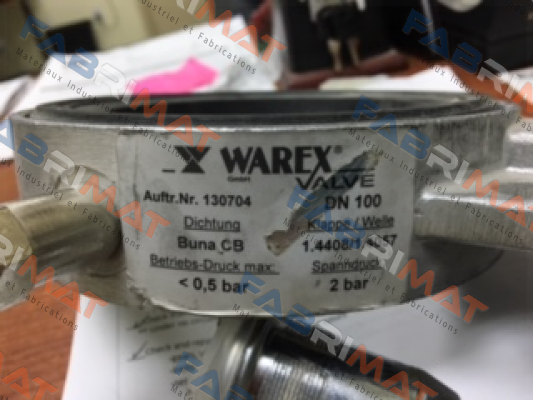 WAREX®
GmbH VALVE
Auftr.Nr. 130704 DN 100
Dichtung Klappe / Welle
Buna CB 1.4408/1.4057
Betriebs-Druck max. Spanndruck
< 0,5 bar 2 bar
FABRIMAT
Matériaux Industriel et Fabrications